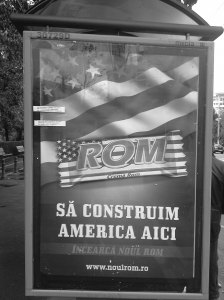 ROM
SĂ CONSTRUIM
AMERICA AICI
ÎNCEARCĂ NOUL ROM
www.noulrom.ro